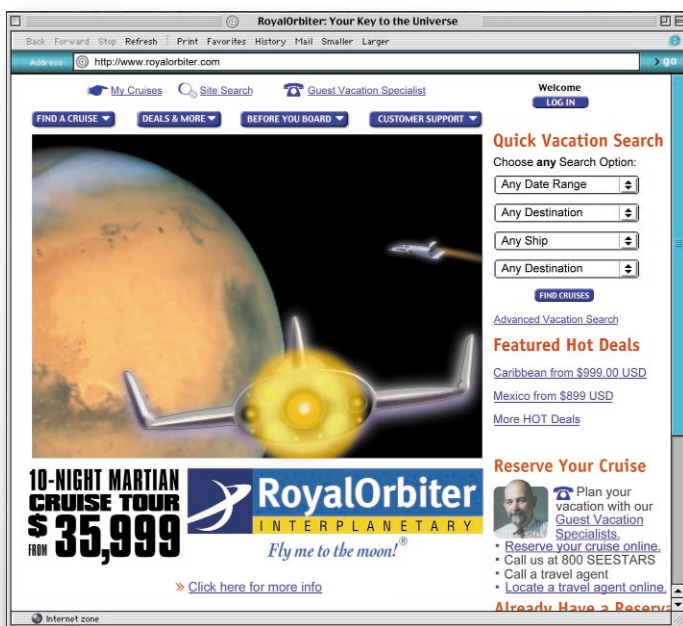 RoyalOrbiter: Your Key to the Universe
Back Forward Stop Refresh Print Favorites History Mail Smaller Larger
Address http://www.royalorbiter.com > go
My Cruises Site Search Guest Vacation Specialist
Welcome
LOG IN
FIND A CRUISE DEALS & MORE BEFORE YOU BOARD CUSTOMER SUPPORT
Quick Vacation Search
Choose any Search Option:
Any Date Range
Any Destination
Any Ship
Any Destination
FIND CRUISES
Advanced Vacation Search
Featured Hot Deals
Caribbean from $999.00 USD
Mexico from $899 USD
More HOT Deals
10-NIGHT MARTIAN
CRUISE TOUR
FROM $35,999
RoyalOrbiter
INTERPLANETARY
Fly me to the moon!®
» Click here for more info
Reserve Your Cruise
Plan your
vacation with our
Guest Vacation
Specialists.
• Reserve your cruise online.
• Call us at 800 SEESTARS
• Call a travel agent
• Locate a travel agent online.
Already Have a Reserva
Internet zone